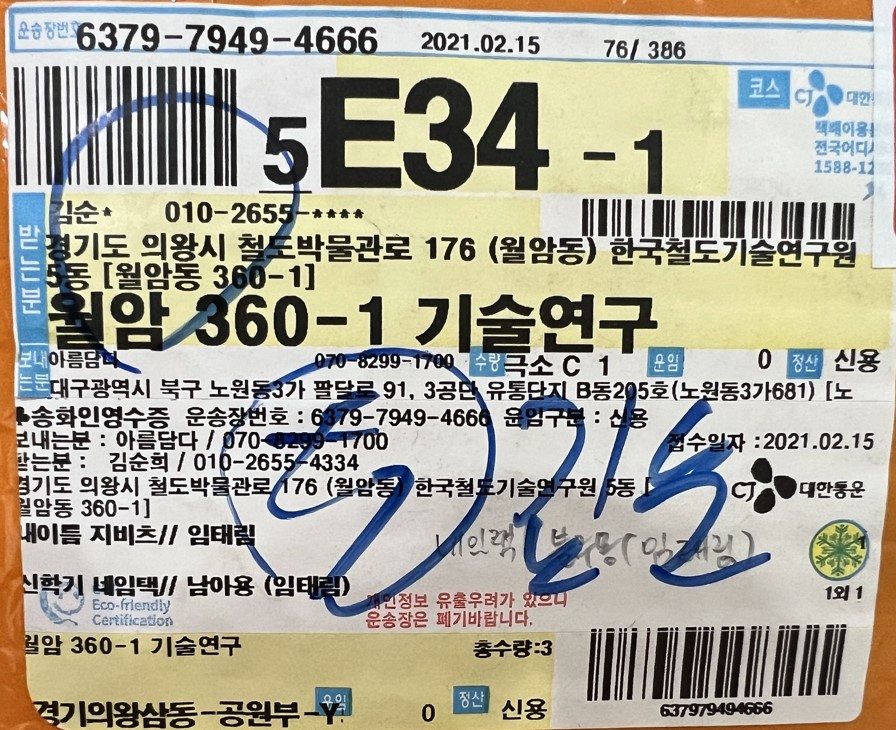 운송장번호 6379-7949-4666 2021.02.15 76/ 386
5 E34 -1
코스 CJ 대한
택배이용
전국어디서
1588-12
받는분
김순* 010-2655-****
경기도 의왕시 철도박물관로 176 (월암동) 한국철도기술연구원
5동 [월암동 360-1]
월암 360-1 기술연구
보내는분 아름답다 070-8299-1700 수량 극소 C 1 운임 0 정산 신용
대구광역시 북구 노원동3가 팔달로 91, 3공단 유통단지 B동205호(노원동3가681) [노
송화인영수증 운송장번호 : 6379-7949-4666 운임구분 : 신용
보내는분 : 아름답다 / 070-8299-1700 접수일자 :2021.02.15
받는분 : 김순희 / 010-2655-4334
경기도 의왕시 철도박물관로 176 (월암동) 한국철도기술연구원 5동 [
월암동 360-1]
CJ 대한통운
내이름 지비츠// 임태림
신학기 네임택// 남아용 (임태림)
1외 1
Eco-friendly
Certification
개인정보 유출우려가 있으니
운송장은 폐기바랍니다.
월암 360-1 기술연구 총수량:3
637979494666
경기의왕삼동-공원부-Y 운임 0 정산 신용